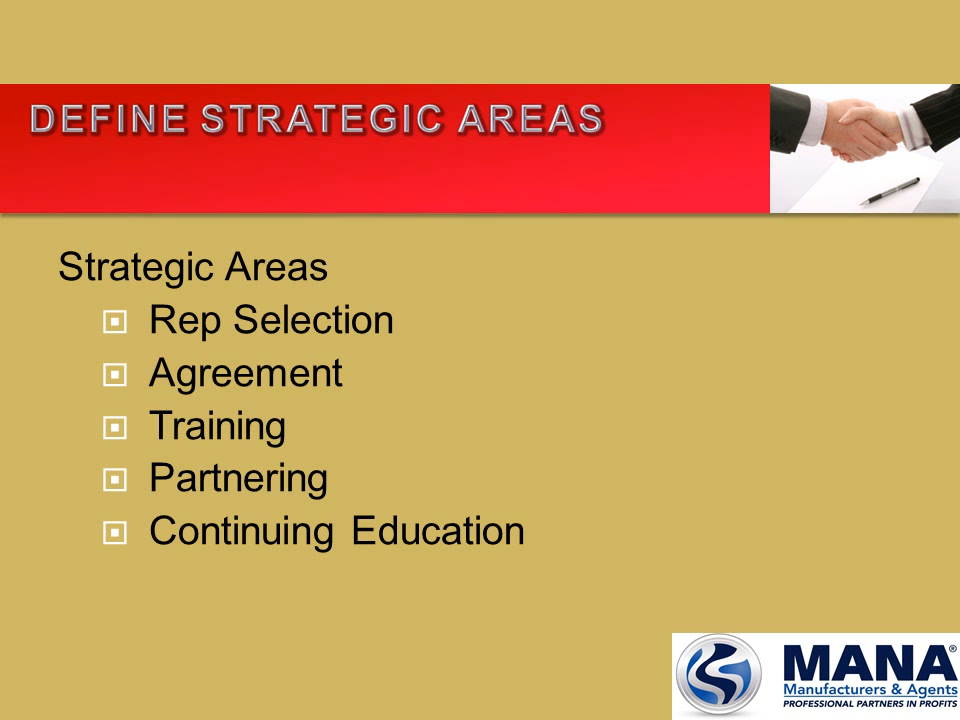 DEFINE STRATEGIC AREAS
Strategic Areas
Rep Selection
Agreement
Training
Partnering
Continuing Education
MANA®
Manufacturers & Agents
PROFESSIONAL PARTNERS IN PROFITS